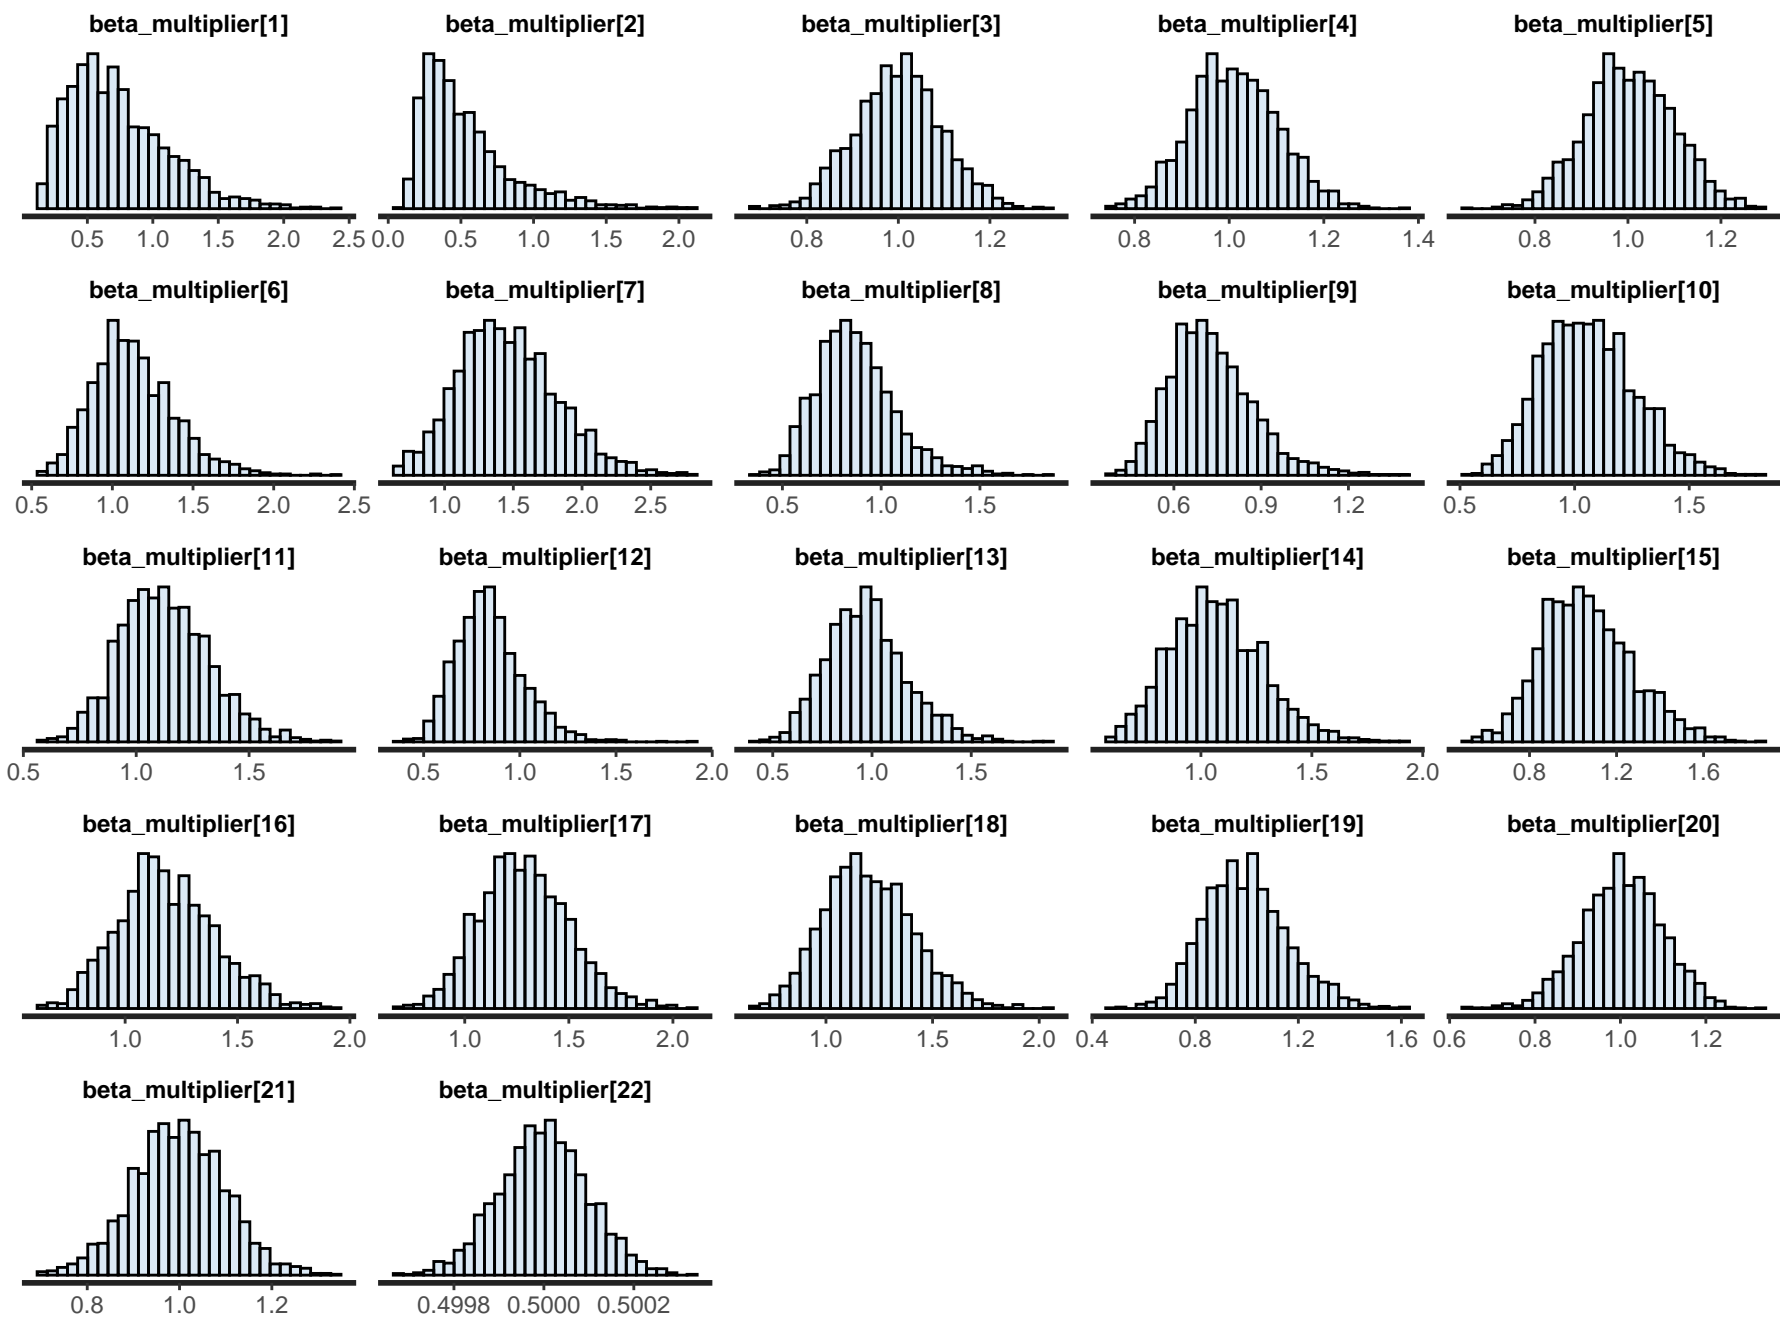 beta_multiplier[1] beta_multiplier[2] beta_multiplier[3] beta_multiplier[4] beta_multiplier[5]
0.5 1.0 1.5 2.0 2.5 0.0 0.5 1.0 1.5 2.0 0.8 1.0 1.2 0.8 1.0 1.2 1.4 0.8 1.0 1.2
beta_multiplier[6] beta_multiplier[7] beta_multiplier[8] beta_multiplier[9] beta_multiplier[10]
0.5 1.0 1.5 2.0 2.5 1.0 1.5 2.0 2.5 0.5 1.0 1.5 0.6 0.9 1.2 0.5 1.0 1.5
beta_multiplier[11] beta_multiplier[12] beta_multiplier[13] beta_multiplier[14] beta_multiplier[15]
0.5 1.0 1.5 0.5 1.0 1.5 2.0 0.5 1.0 1.5 1.0 1.5 2.0 0.8 1.2 1.6
beta_multiplier[16] beta_multiplier[17] beta_multiplier[18] beta_multiplier[19] beta_multiplier[20]
1.0 1.5 2.0 1.0 1.5 2.0 1.0 1.5 2.0 0.4 0.8 1.2 1.6 0.6 0.8 1.0 1.2
beta_multiplier[21] beta_multiplier[22]
0.8 1.0 1.2 0.4998 0.5000 0.5002